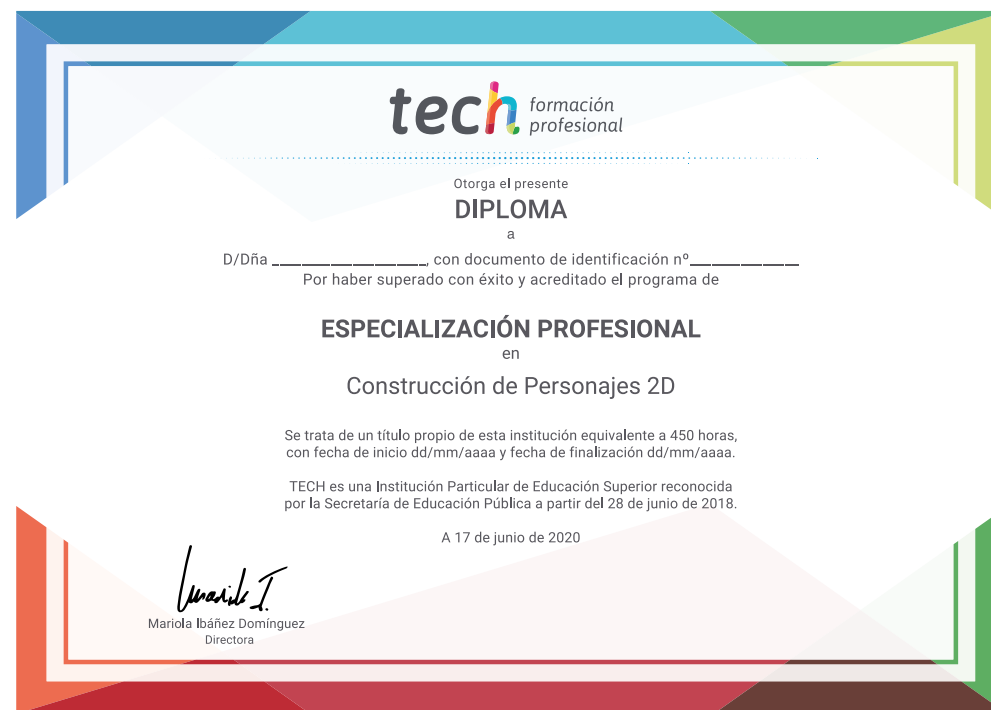 tech formación
profesional
Otorga el presente
DIPLOMA
a
D/Dña ______________________, con documento de identificación nº_______________
Por haber superado con éxito y acreditado el programa de
ESPECIALIZACIÓN PROFESIONAL
en
Construcción de Personajes 2D
Se trata de un título propio de esta institución equivalente a 450 horas,
con fecha de inicio dd/mm/aaaa y fecha de finalización dd/mm/aaaa.
TECH es una Institución Particular de Educación Superior reconocida
por la Secretaría de Educación Pública a partir del 28 de junio de 2018.
A 17 de junio de 2020
Mariola Ibáñez Domínguez
Directora